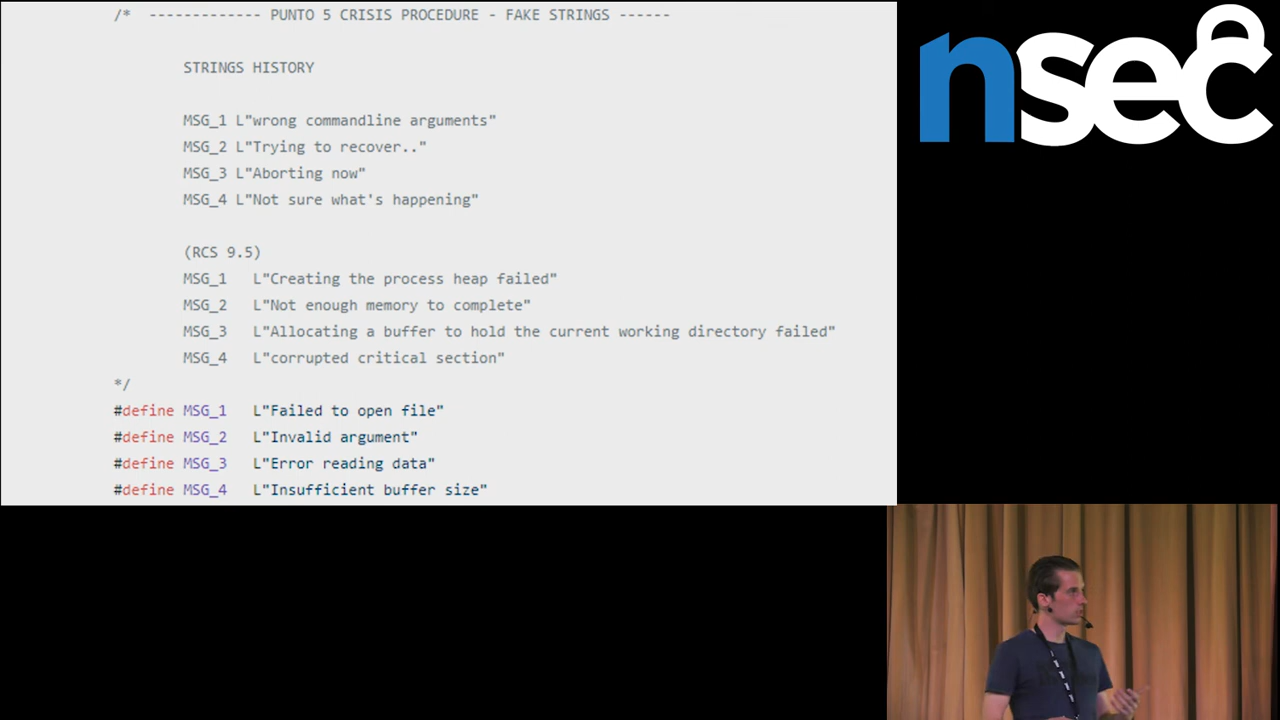 /* ------------- PUNTO 5 CRISIS PROCEDURE - FAKE STRINGS ------
STRINGS HISTORY
MSG_1 L"wrong commandline arguments"
MSG_2 L"Trying to recover.."
MSG_3 L"Aborting now"
MSG_4 L"Not sure what's happening"
(RCS 9.5)
MSG_1 L"Creating the process heap failed"
MSG_2 L"Not enough memory to complete"
MSG_3 L"Allocating a buffer to hold the current working directory failed"
MSG_4 L"corrupted critical section"
*/
#define MSG_1 L"Failed to open file"
#define MSG_2 L"Invalid argument"
#define MSG_3 L"Error reading data"
#define MSG_4 L"Insufficient buffer size"
nsec